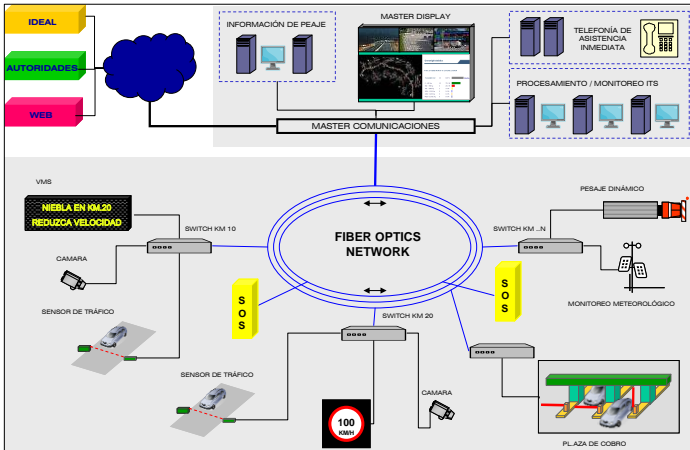 IDEAL
AUTORIDADES
WEB
INFORMACIÓN DE PEAJE
MASTER DISPLAY
TELEFONÍA DE
ASISTENCIA
INMEDIATA
PROCESAMIENTO / MONITOREO ITS
MASTER COMUNICACIONES
VMS
NIEBLA EN KM.20
REDUZCA VELOCIDAD
SWITCH KM 10
CAMARA
SENSOR DE TRÁFICO
SOS
FIBER OPTICS
NETWORK
SOS
PESAJE DINÁMICO
SWITCH KM ..N
MONITOREO METEOROLÓGICO
SWITCH KM 20
SENSOR DE TRÁFICO
100
KM/H
CAMARA
PL.AZA DE COBRO